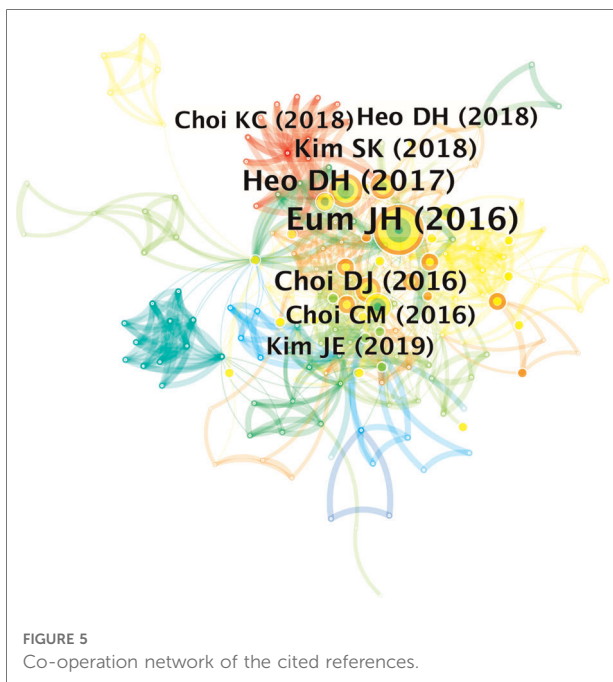 Choi KC (2018) Heo DH (2018)
Kim SK (2018)
Heo DH (2017)
Eum JH (2016)
Choi DJ (2016)
Choi CM (2016)
Kim JE (2019)
FIGURE 5
Co-operation network of the cited references.